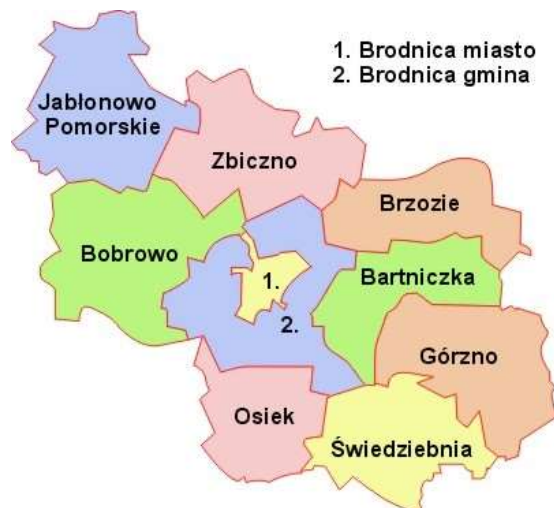 1. Brodnica miasto
2. Brodnica gmina
Jabłonowo
Pomorskie
Zbiczno
Brzozie
Bobrowo
Bartniczka
1.
2.
Górzno
Osiek
Świedziebnia